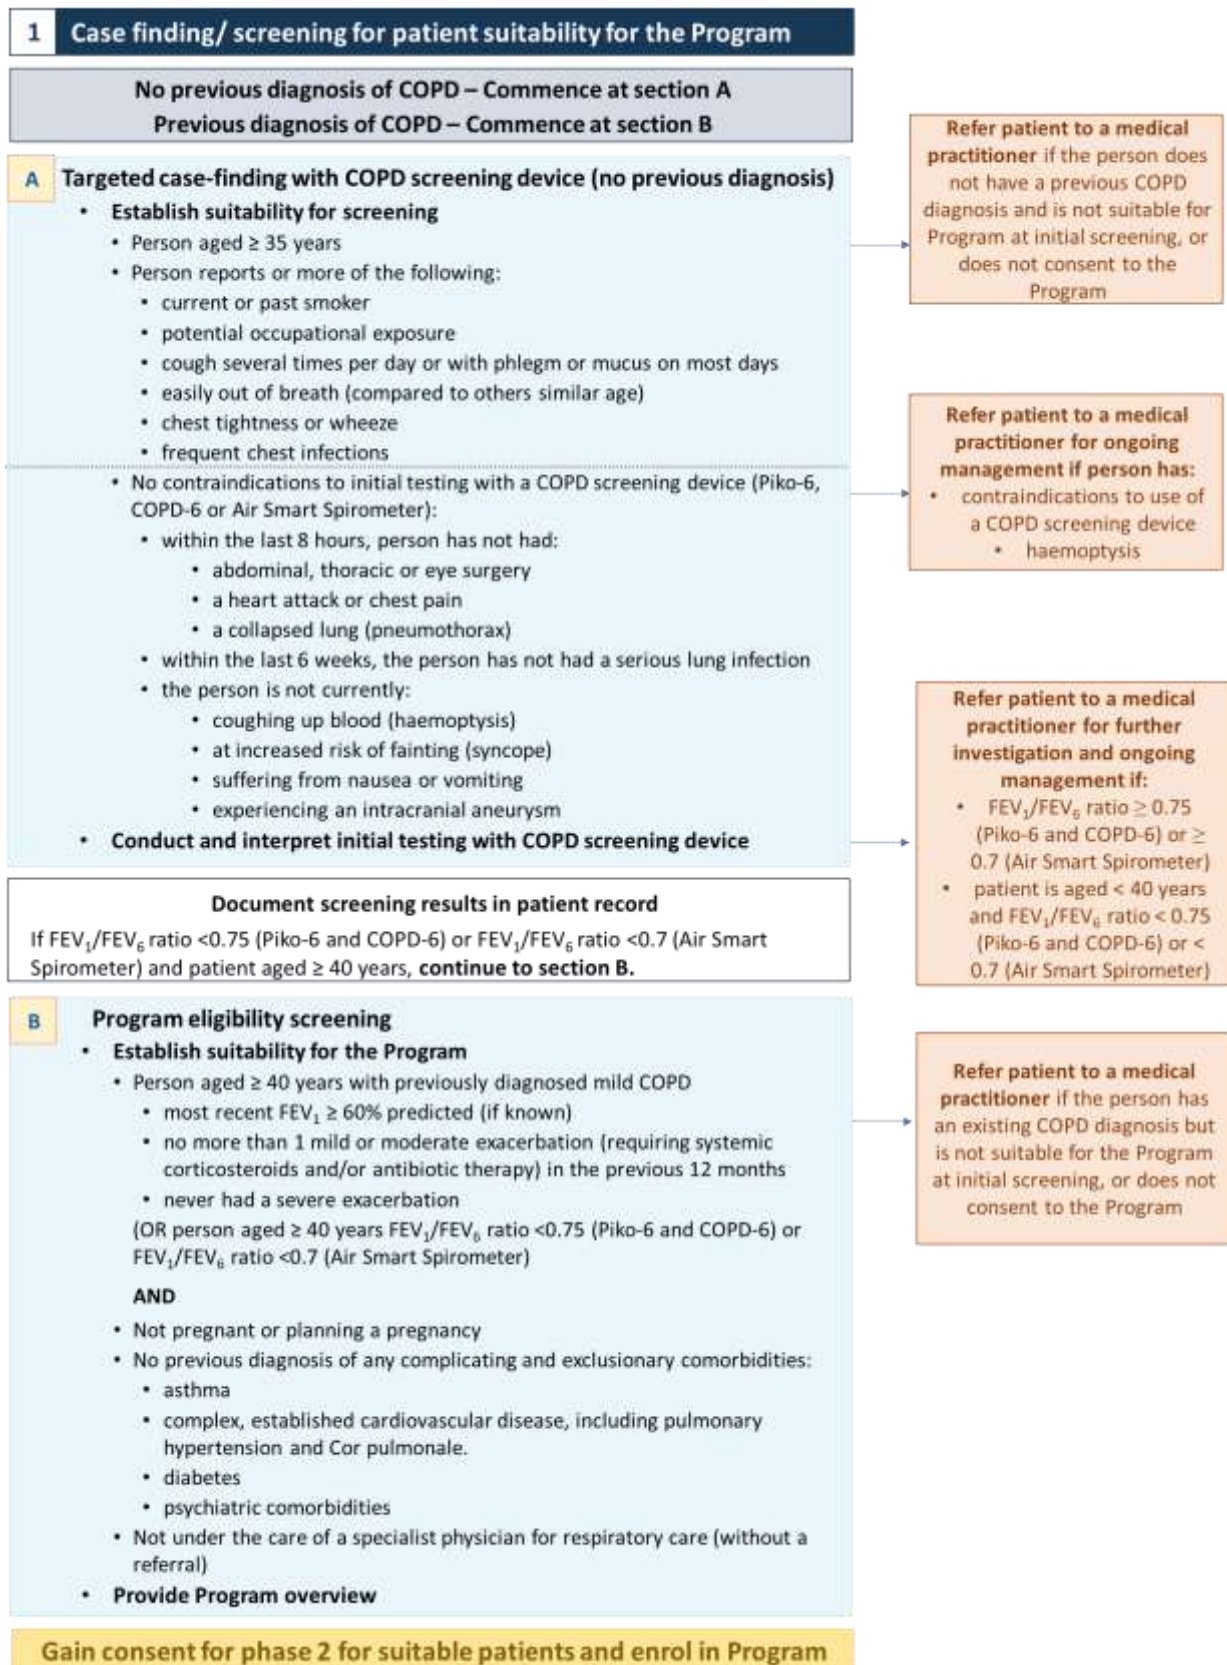 1 Case finding/ screening for patient suitability for the Program
No previous diagnosis of COPD – Commence at section A
Previous diagnosis of COPD – Commence at section B
A Targeted case-finding with COPD screening device (no previous diagnosis)
• Establish suitability for screening
• Person aged ≥ 35 years
• Person reports or more of the following:
• current or past smoker
• potential occupational exposure
• cough several times per day or with phlegm or mucus on most days
• easily out of breath (compared to others similar age)
• chest tightness or wheeze
• frequent chest infections
• No contraindications to initial testing with a COPD screening device (Piko-6,
COPD-6 or Air Smart Spirometer):
• within the last 8 hours, person has not had:
• abdominal, thoracic or eye surgery
• a heart attack or chest pain
• a collapsed lung (pneumothorax)
• within the last 6 weeks, the person has not had a serious lung infection
• the person is not currently:
• coughing up blood (haemoptysis)
• at increased risk of fainting (syncope)
• suffering from nausea or vomiting
• experiencing an intracranial aneurysm
• Conduct and interpret initial testing with COPD screening device
Refer patient to a medical
practitioner if the person does
not have a previous COPD
diagnosis and is not suitable for
Program at initial screening, or
does not consent to the
Program
Refer patient to a medical
practitioner for ongoing
management if person has:
• contraindications to use of
a COPD screening device
• haemoptysis
Refer patient to a medical
practitioner for further
investigation and ongoing
management if:
• FEV₁/FEV₆ ratio ≥ 0.75
(Piko-6 and COPD-6) or ≥
0.7 (Air Smart Spirometer)
• patient is aged < 40 years
and FEV₁/FEV₆ ratio < 0.75
(Piko-6 and COPD-6) or <
0.7 (Air Smart Spirometer)
Document screening results in patient record
If FEV₁/FEV₆ ratio <0.75 (Piko-6 and COPD-6) or FEV₁/FEV₆ ratio <0.7 (Air Smart
Spirometer) and patient aged ≥ 40 years, continue to section B.
B Program eligibility screening
• Establish suitability for the Program
• Person aged ≥ 40 years with previously diagnosed mild COPD
• most recent FEV₁ ≥ 60% predicted (if known)
• no more than 1 mild or moderate exacerbation (requiring systemic
corticosteroids and/or antibiotic therapy) in the previous 12 months
• never had a severe exacerbation
(OR person aged ≥ 40 years FEV₁/FEV₆ ratio <0.75 (Piko-6 and COPD-6) or
FEV₁/FEV₆ ratio <0.7 (Air Smart Spirometer)
AND
• Not pregnant or planning a pregnancy
• No previous diagnosis of any complicating and exclusionary comorbidities:
• asthma
• complex, established cardiovascular disease, including pulmonary
hypertension and Cor pulmonale.
• diabetes
• psychiatric comorbidities
• Not under the care of a specialist physician for respiratory care (without a
referral)
• Provide Program overview
Refer patient to a medical
practitioner if the person has
an existing COPD diagnosis but
is not suitable for the Program
at initial screening, or does not
consent to the Program
Gain consent for phase 2 for suitable patients and enrol in Program